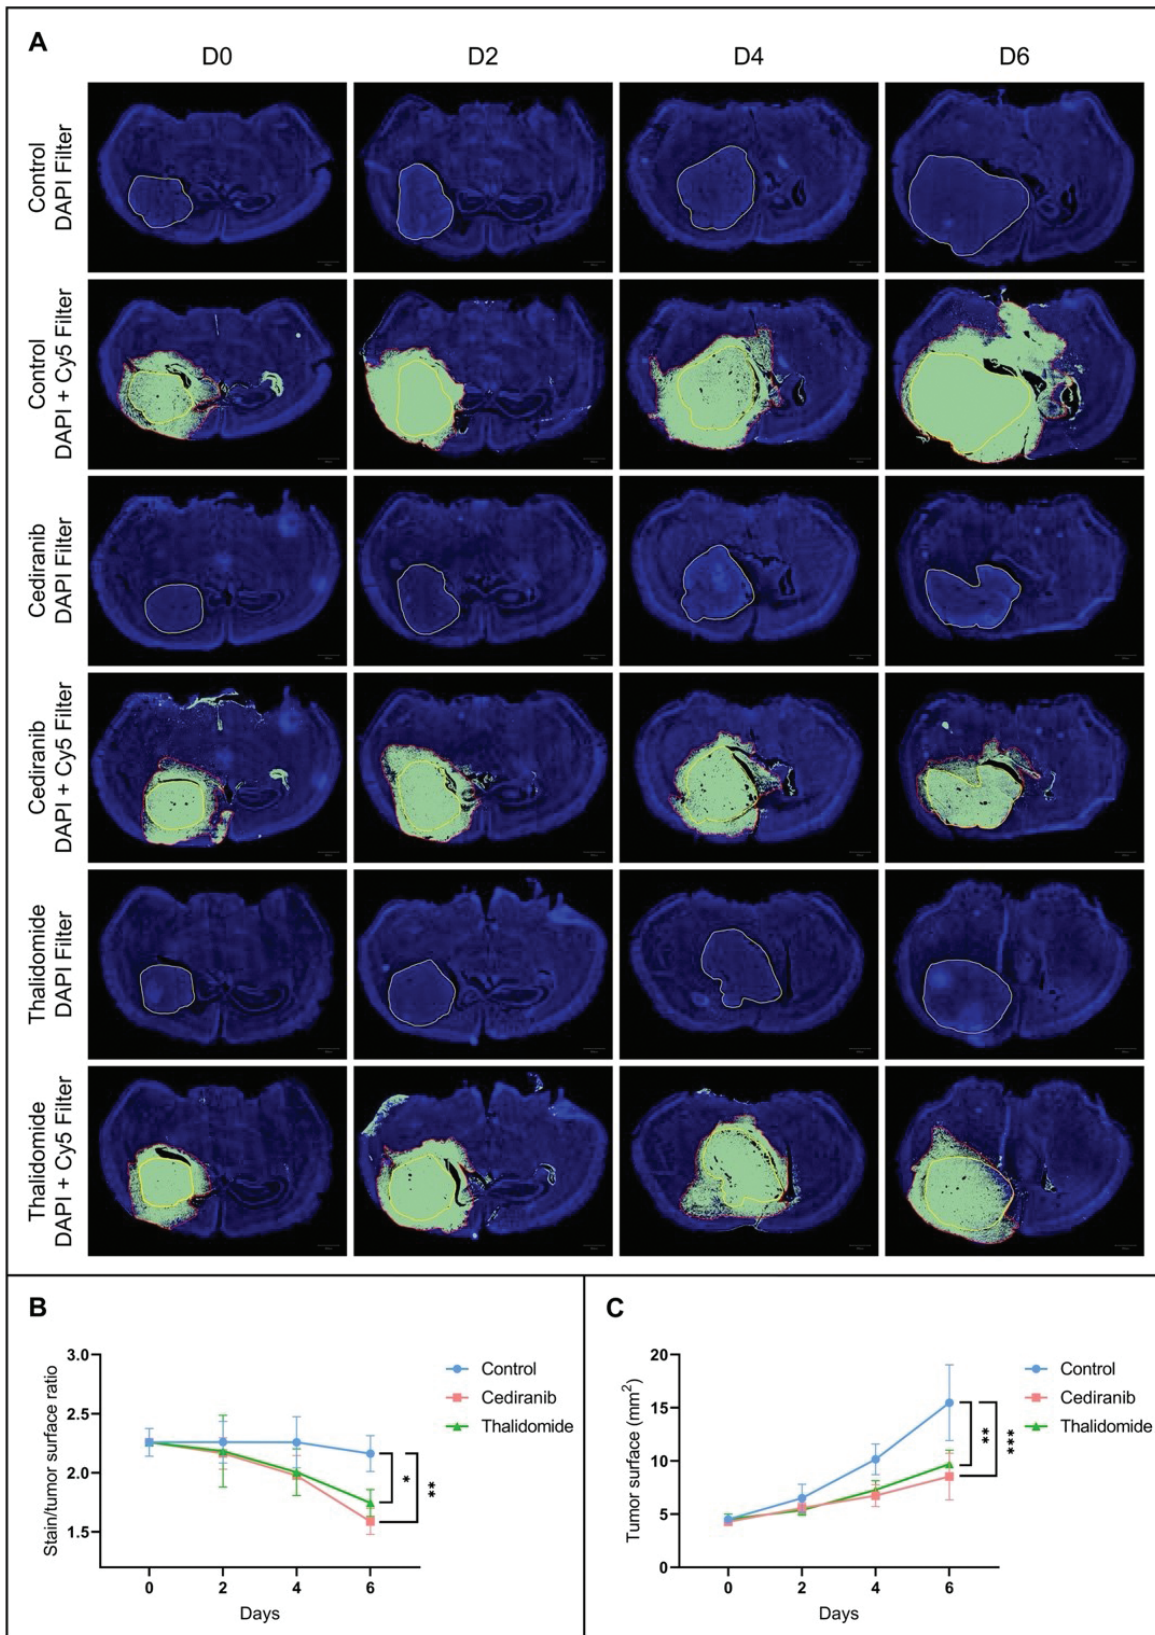 A
D0 D2 D4 D6
Control
DAPI Filter
Control
DAPI + Cy5 Filter
Cediranib
DAPI Filter
Cediranib
DAPI + Cy5 Filter
Thalidomide
DAPI Filter
Thalidomide
DAPI + Cy5 Filter
B
Stain/tumor surface ratio
3.0
2.5
2.0
1.5
0 2 4 6
Days
Control
Cediranib
Thalidomide
*
**
C
Tumor surface (mm²)
20
15
10
5
0
0 2 4 6
Days
Control
Cediranib
Thalidomide
**
***